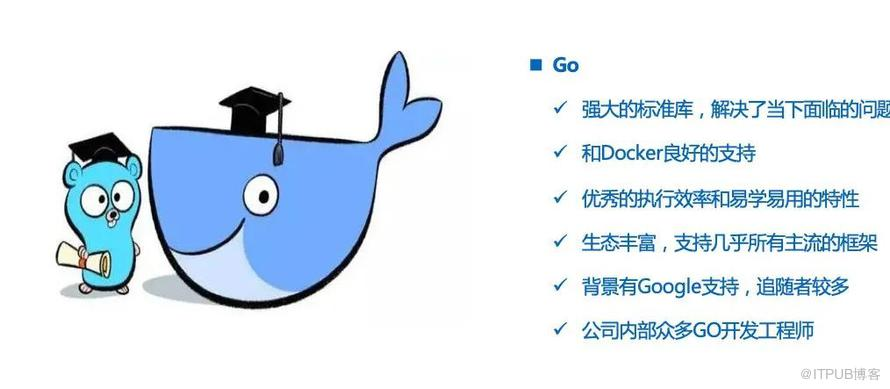 Go
强大的标准库，解决了当下面临的问题
和Docker良好的支持
优秀的执行效率和易学易用的特性
生态丰富，支持几乎所有主流的框架
背景有Google支持，追随者较多
公司内部众多GO开发工程师
@ITPUB博客